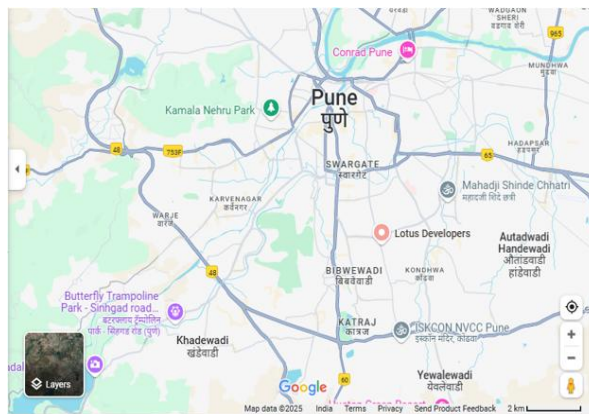 WADGAON
SHERI
वडगाव शेरी
965
Conrad Pune
MUNDHWA
मुंढवा
Kamala Nehru Park
Pune
पुणे
HADAPSAR
हडपसर
48
753F
SWARGATE
स्वारगेट
65
Mahadji Shinde Chhatri
महादजी शिंदे छत्री
KARVENAGAR
कर्वेनगर
WARJE
वारजे
Lotus Developers
Autadwadi
Handewadi
औतांडवाडी
हांडेवाडी
48
BIBWEWADI
बिबवेवाडी
KONDHWA
कोंढवा
Butterfly Trampoline
Park - Sinhgad road...
बटरफ्लाय ट्रॅम्पोलिन
पार्क - सिंहगड रोड (पुणे)
Khadewadi
खंडेवाडी
KATRAJ
कात्रज
ISKCON NVCC Pune
इस्कॉन मंदिर, कोंढवा
Layers
60
Yewalewadi
येवलेवाडी
Google
Map data ©2025 India Terms Privacy Send Product Feedback 2 km